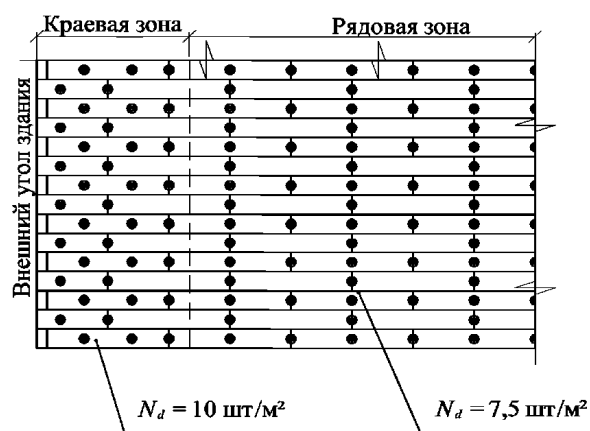 Краевая зона
Рядовая зона
Внешний угол здания
N_d = 10 шт/м²
N_d = 7,5 шт/м²